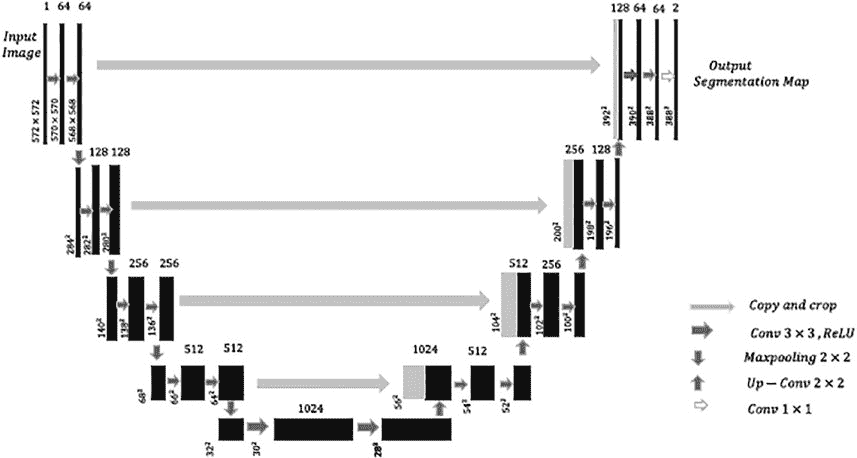 1 64 64
Input
Image
572 × 572
570 × 570
568 × 568
128 64 64 2
Output
Segmentation Map
392²
390²
388²
388²
128 128
284²
282²
280²
256 128
200²
198²
196²
256 256
140²
138²
136²
512 256
104²
102²
100²
512 512
68²
66²
64²
1024 512
56²
54²
52²
1024
32²
30²
28²
Copy and crop
Conv 3 × 3, ReLU
Maxpooling 2 × 2
Up − Conv 2 × 2
Conv 1 × 1